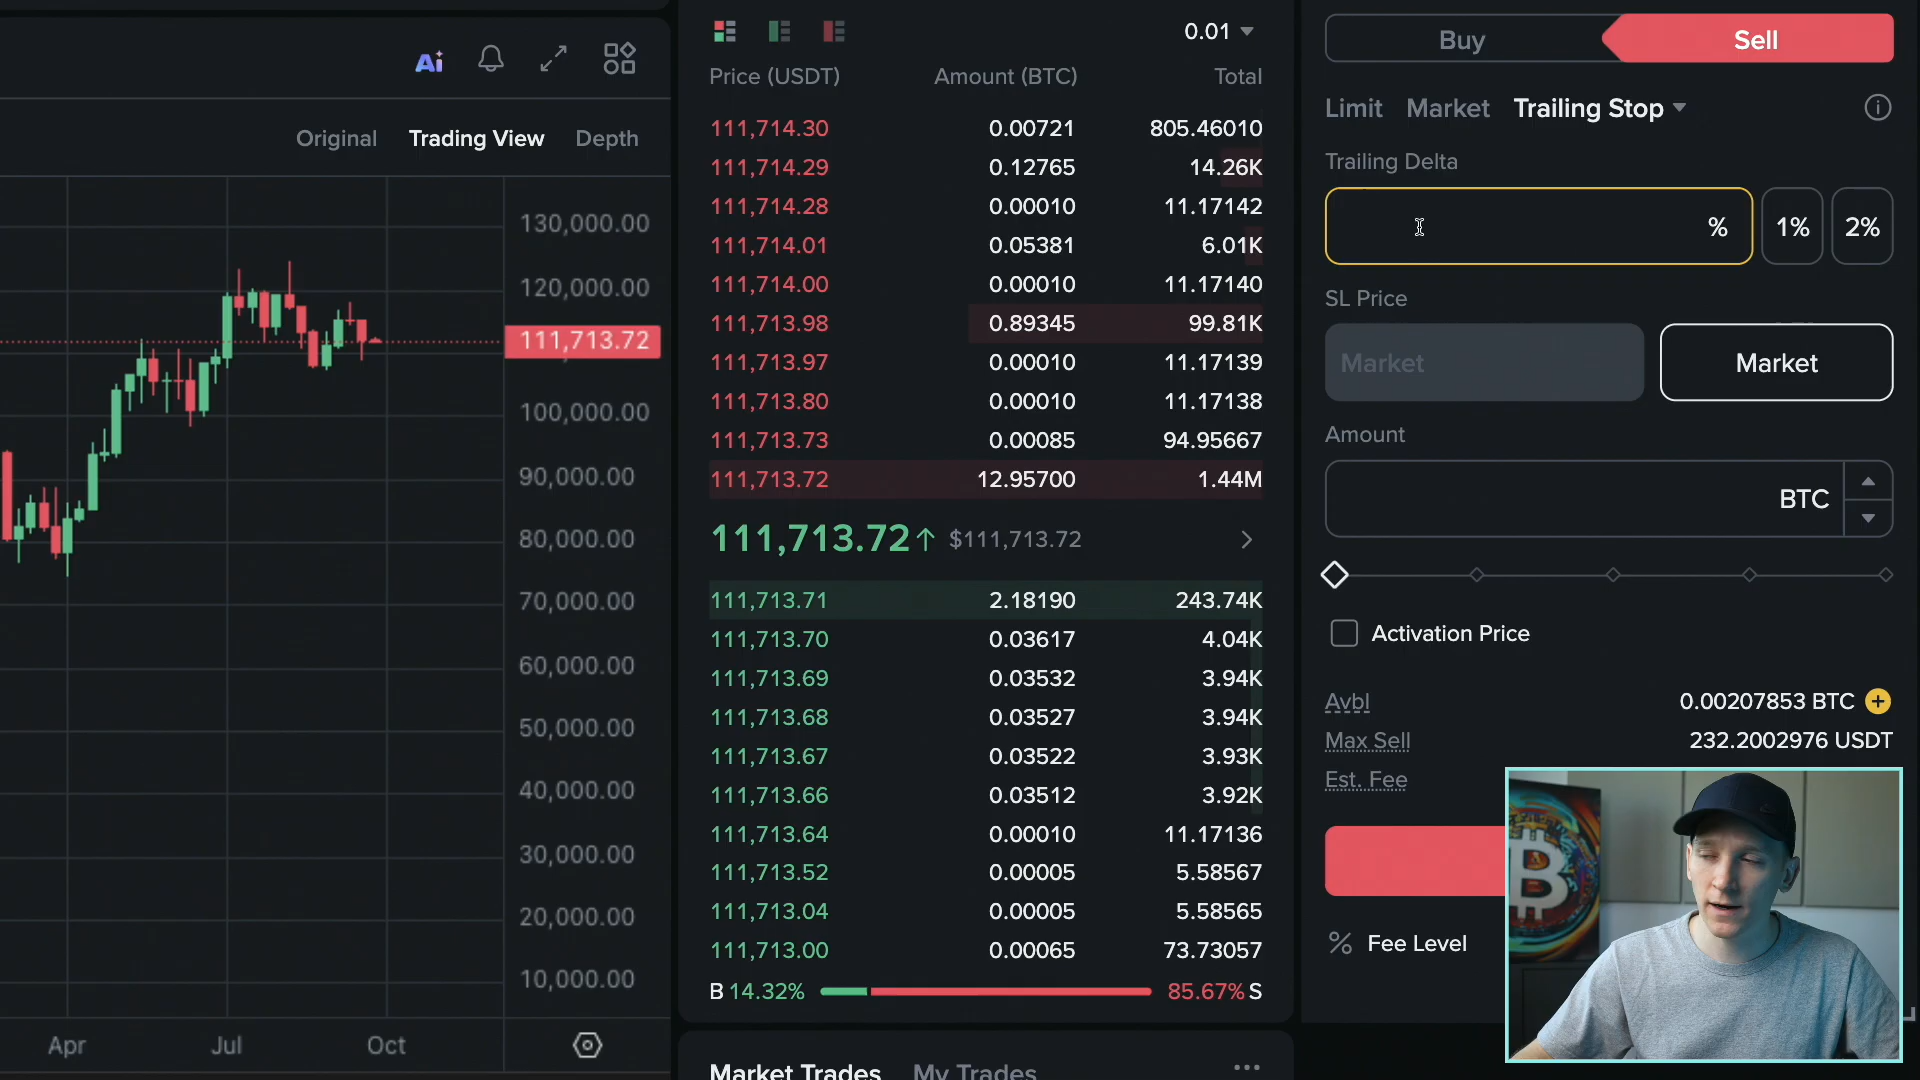 Ai
Original Trading View Depth
130,000.00
120,000.00
111,713.72
100,000.00
90,000.00
80,000.00
70,000.00
60,000.00
50,000.00
40,000.00
30,000.00
20,000.00
10,000.00
Apr Jul Oct
0.01
Price (USDT) Amount (BTC) Total
111,714.30 0.00721 805.46010
111,714.29 0.12765 14.26K
111,714.28 0.00010 11.17142
111,714.01 0.05381 6.01K
111,714.00 0.00010 11.17140
111,713.98 0.89345 99.81K
111,713.97 0.00010 11.17139
111,713.80 0.00010 11.17138
111,713.73 0.00085 94.95667
111,713.72 12.95700 1.44M
111,713.72↑ $111,713.72
111,713.71 2.18190 243.74K
111,713.70 0.03617 4.04K
111,713.69 0.03532 3.94K
111,713.68 0.03527 3.94K
111,713.67 0.03522 3.93K
111,713.66 0.03512 3.92K
111,713.64 0.00010 11.17136
111,713.52 0.00005 5.58567
111,713.04 0.00005 5.58565
111,713.00 0.00065 73.73057
B 14.32% 85.67% S
Market Trades My Trades
Buy Sell
Limit Market Trailing Stop
Trailing Delta
% 1% 2%
SL Price
Market Market
Amount
BTC
Activation Price
Avbl 0.00207853 BTC
Max Sell 232.2002976 USDT
Est. Fee
% Fee Level